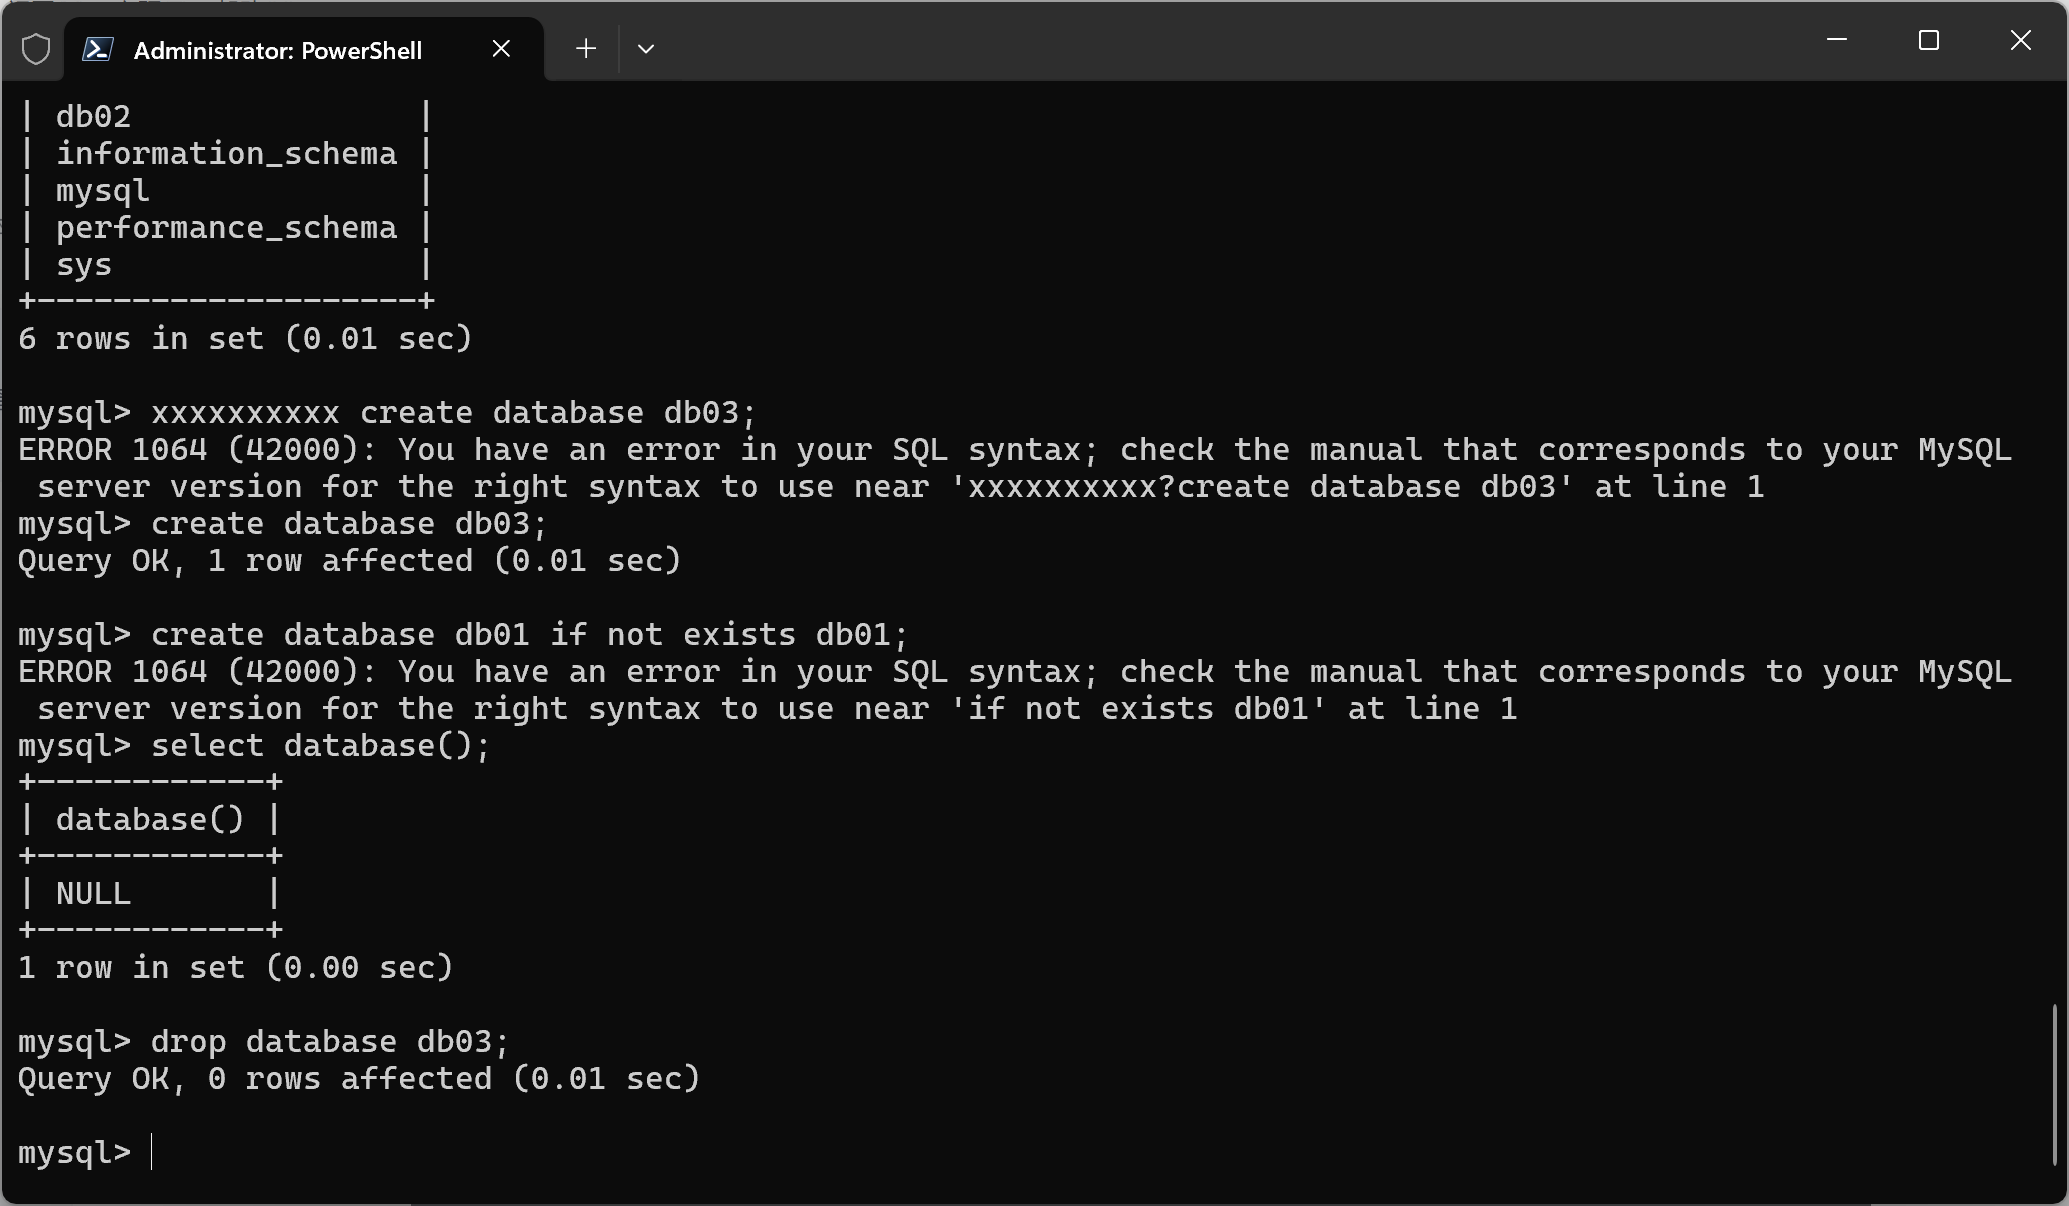 Administrator: PowerShell
| db02               |
| information_schema |
| mysql              |
| performance_schema |
| sys                |
+--------------------+
6 rows in set (0.01 sec)
mysql> xxxxxxxxxx create database db03;
ERROR 1064 (42000): You have an error in your SQL syntax; check the manual that corresponds to your MySQL
 server version for the right syntax to use near 'xxxxxxxxxx?create database db03' at line 1
mysql> create database db03;
Query OK, 1 row affected (0.01 sec)
mysql> create database db01 if not exists db01;
ERROR 1064 (42000): You have an error in your SQL syntax; check the manual that corresponds to your MySQL
 server version for the right syntax to use near 'if not exists db01' at line 1
mysql> select database();
+------------+
| database() |
+------------+
| NULL       |
+------------+
1 row in set (0.00 sec)
mysql> drop database db03;
Query OK, 0 rows affected (0.01 sec)
mysql>